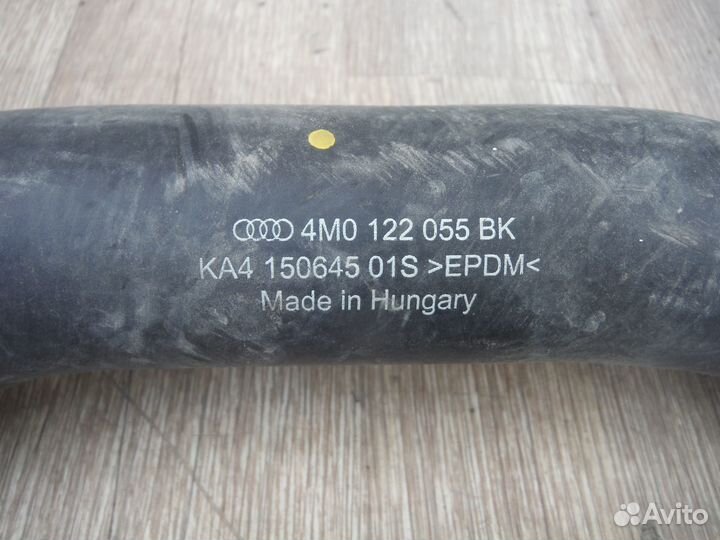 4M0 122 055 BK
KA4 150645 01S >EPDM<
Made in Hungary
Avito